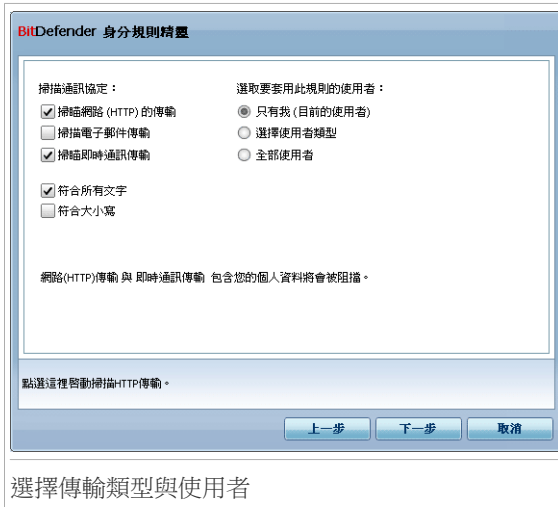 BitDefender 身分規則精靈
掃描通訊協定：
掃瞄網路 (HTTP) 的傳輸
掃描電子郵件傳輸
掃瞄即時通訊傳輸
符合所有文字
符合大小寫
選取要套用此規則的使用者：
只有我 (目前的使用者)
選擇使用者類型
全部使用者
網路(HTTP)傳輸 與 即時通訊傳輸 包含您的個人資料將會被阻擋。
點選這裡啓動掃描HTTP傳輸。
上一步
下一步
取消
選擇傳輸類型與使用者